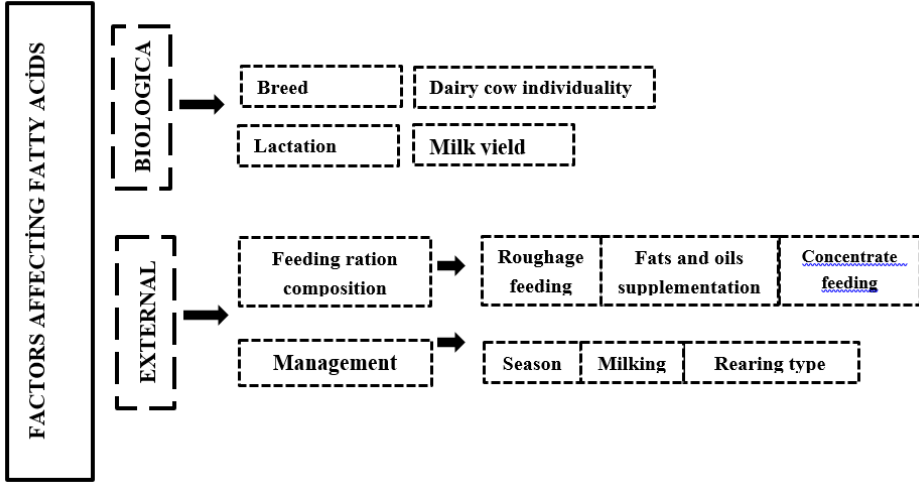 FACTORS AFFECTİNG FATTY ACİDS
BIOLOGICA
Breed
Dairy cow individuality
Lactation
Milk vield
EXTERNAL
Feeding ration
composition
Roughage
feeding
Fats and oils
supplementation
Concentrate
feeding
Management
Season
Milking
Rearing type